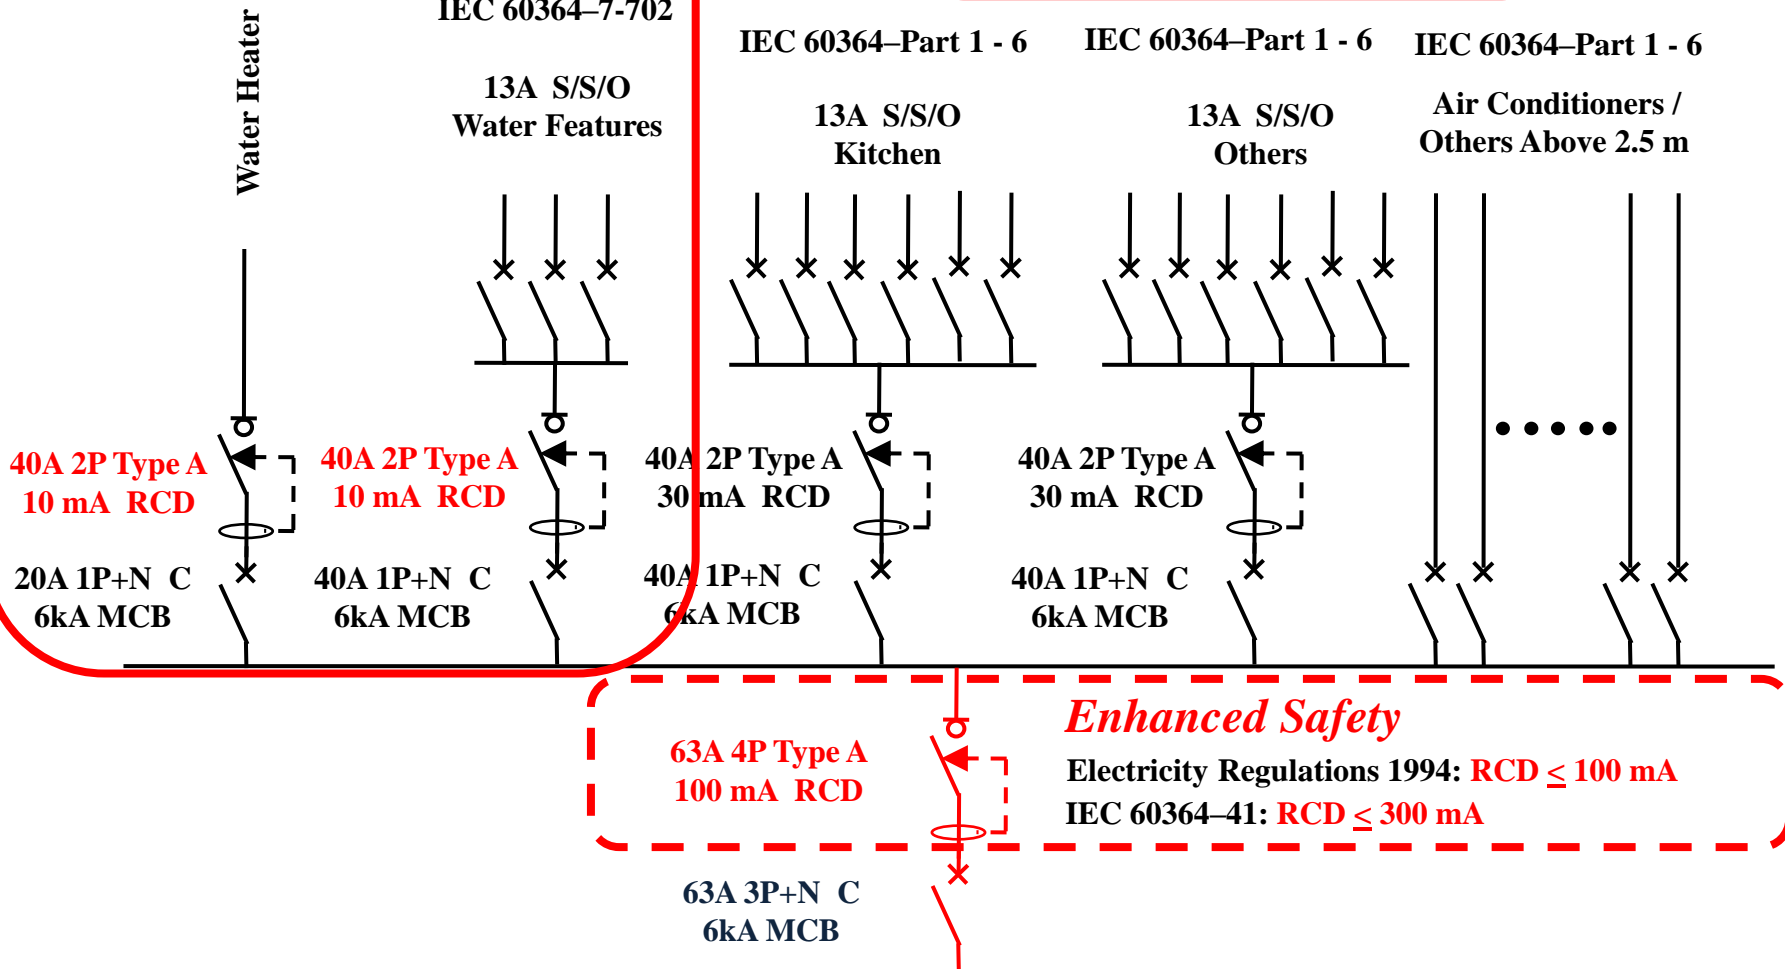 Water Heater
IEC 60364–7-702
13A S/S/O
Water Features
IEC 60364–Part 1 - 6
13A S/S/O
Kitchen
IEC 60364–Part 1 - 6
13A S/S/O
Others
IEC 60364–Part 1 - 6
Air Conditioners /
Others Above 2.5 m
40A 2P Type A
10 mA RCD
40A 2P Type A
10 mA RCD
40A 2P Type A
30 mA RCD
40A 2P Type A
30 mA RCD
20A 1P+N C
6kA MCB
40A 1P+N C
6kA MCB
40A 1P+N C
6kA MCB
40A 1P+N C
6kA MCB
63A 4P Type A
100 mA RCD
Enhanced Safety
Electricity Regulations 1994: RCD ≤ 100 mA
IEC 60364–41: RCD ≤ 300 mA
63A 3P+N C
6kA MCB